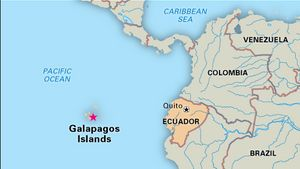 CARIBBEAN
SEA
VENEZUELA
PACIFIC
OCEAN
COLOMBIA
Quito
Galapagos
Islands
ECUADOR
PERU
BRAZIL